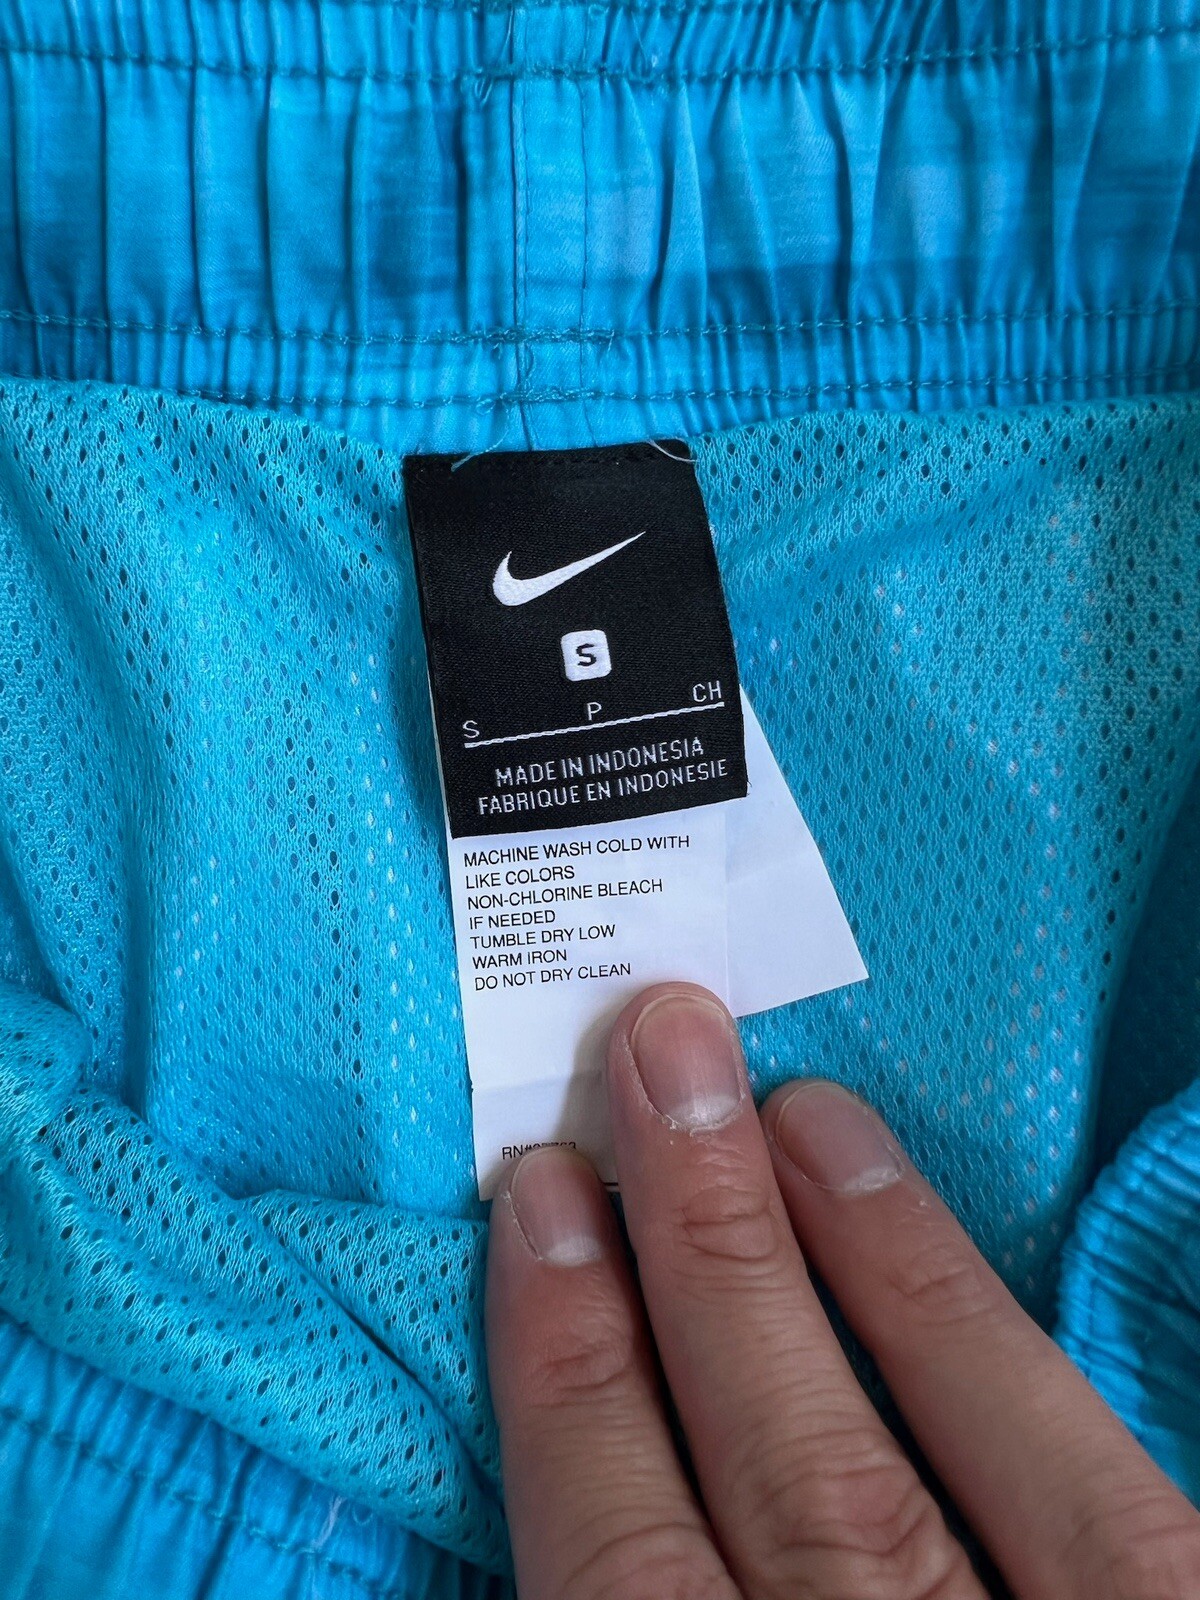 S
S P CH
MADE IN INDONESIA
FABRIQUE EN INDONESIE
MACHINE WASH COLD WITH
LIKE COLORS
NON-CHLORINE BLEACH
IF NEEDED
TUMBLE DRY LOW
WARM IRON
DO NOT DRY CLEAN